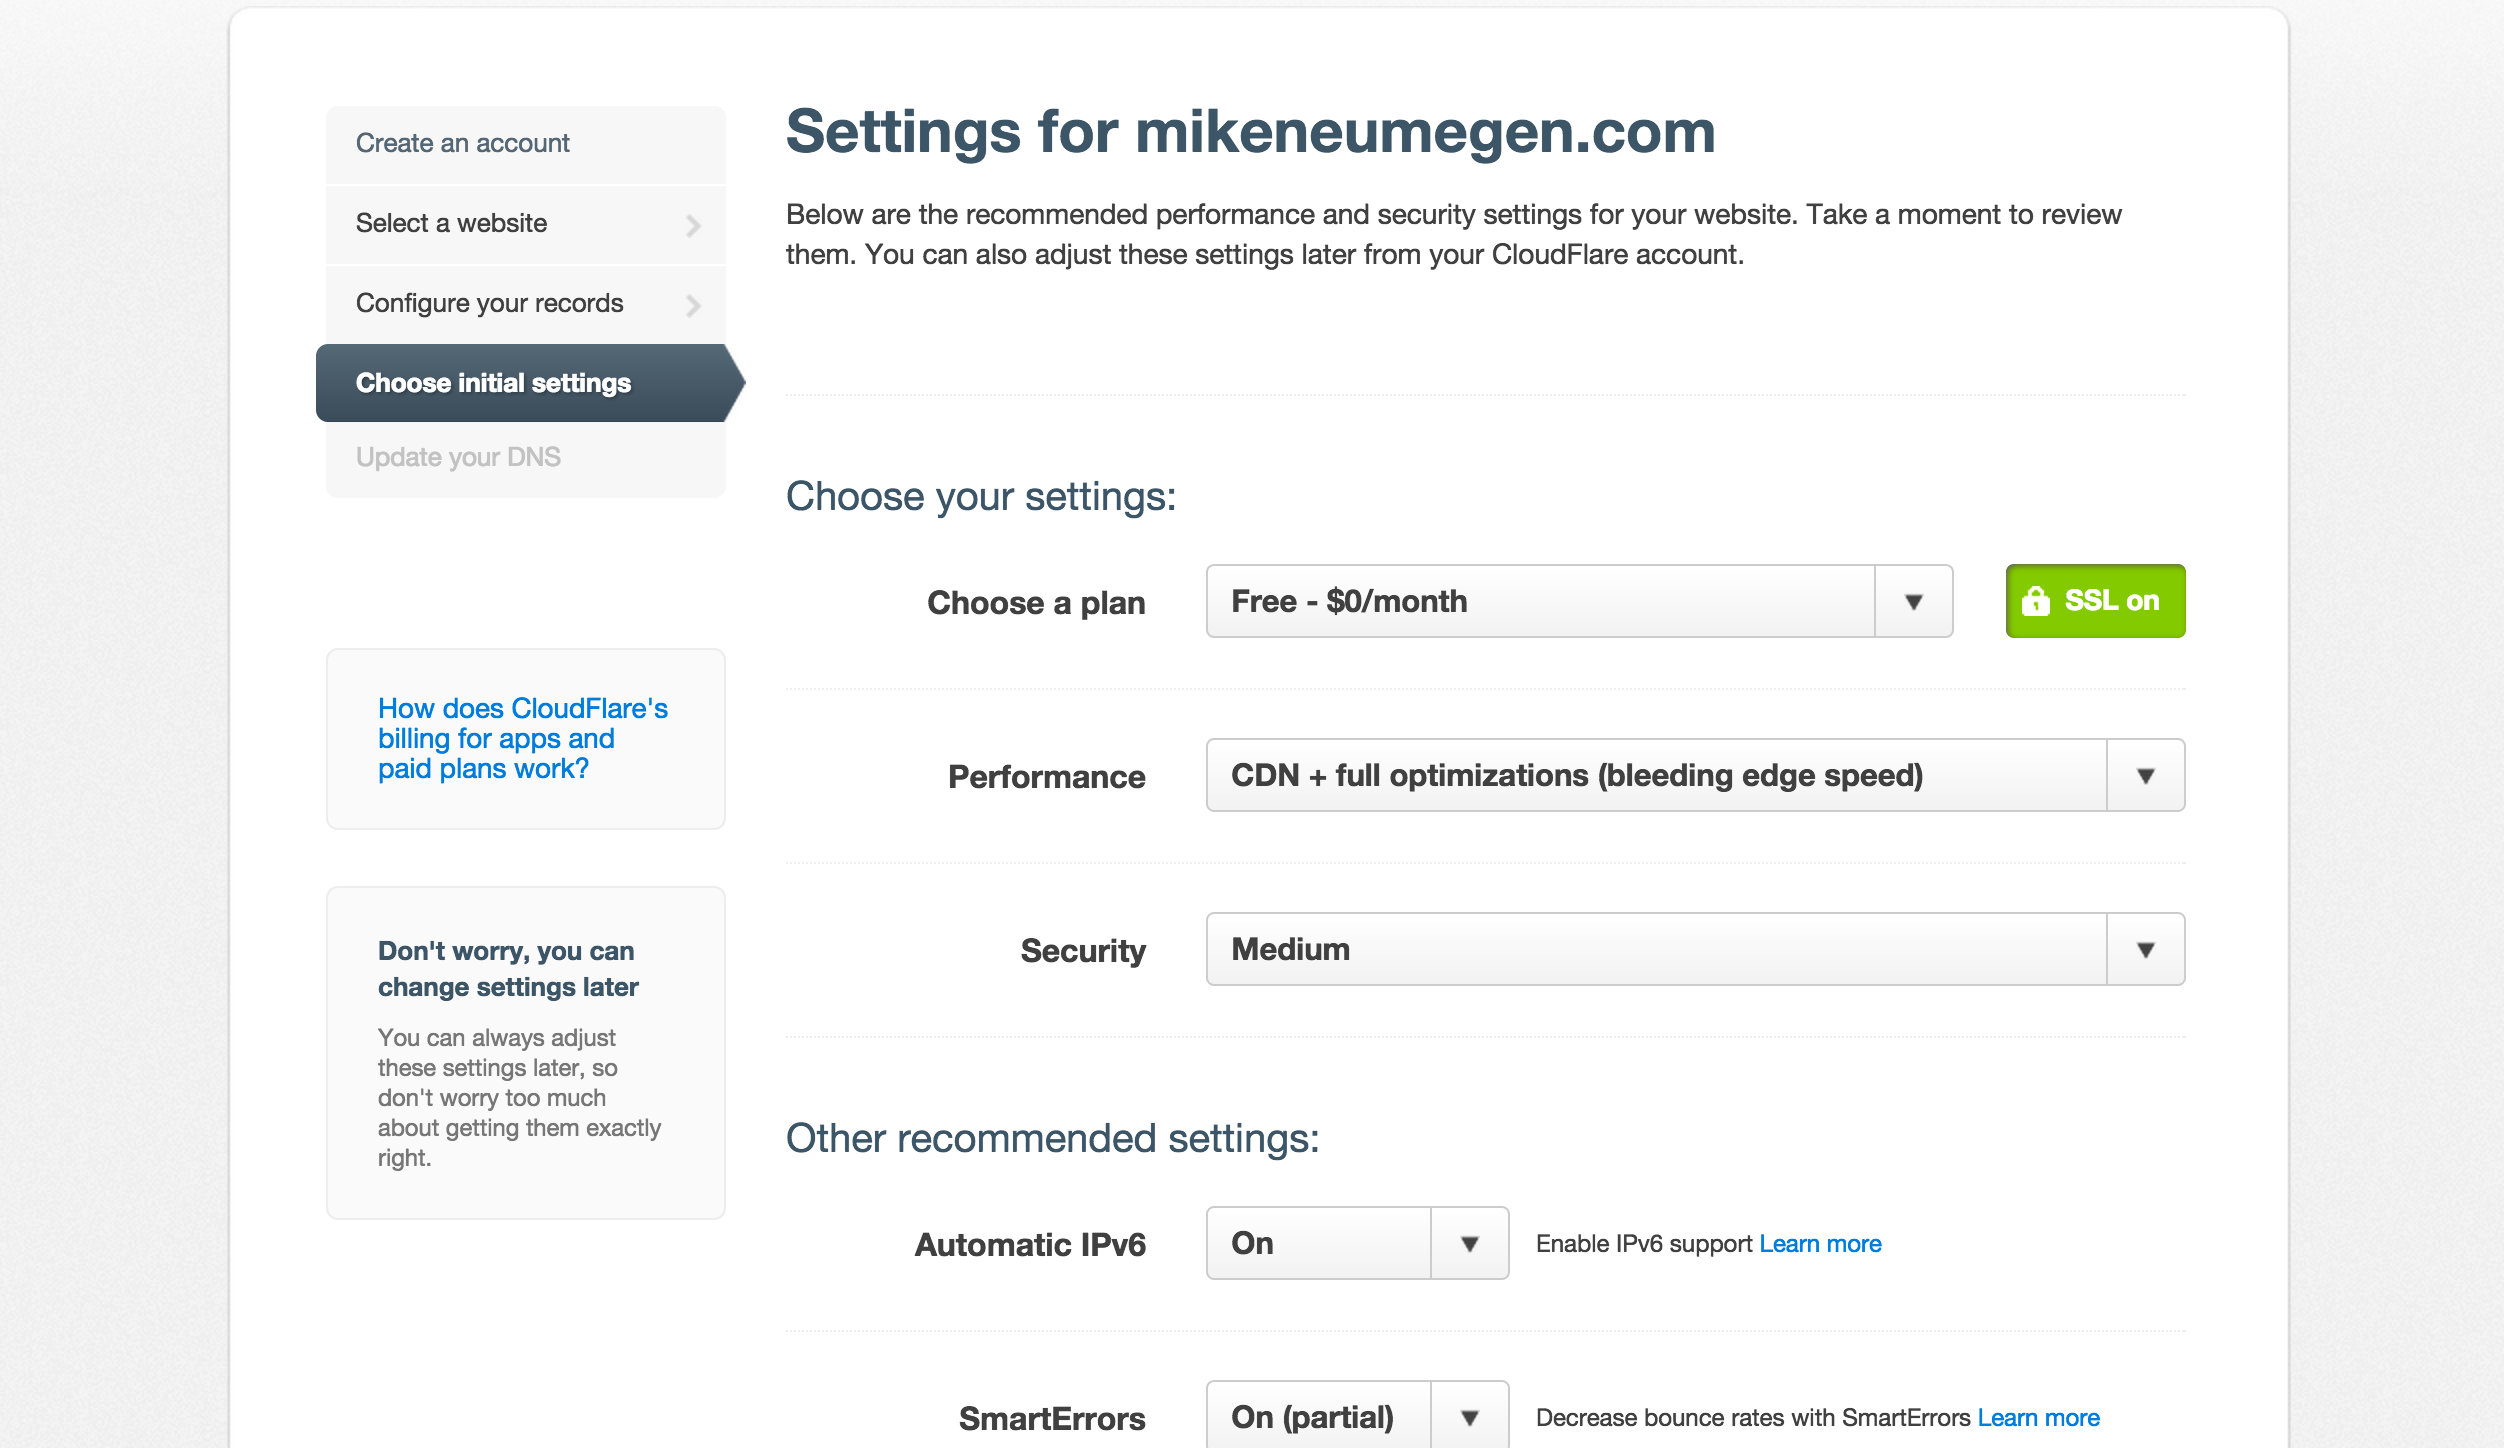 Create an account
Select a website
Configure your records
Choose initial settings
Update your DNS
How does CloudFlare's
billing for apps and
paid plans work?
Don't worry, you can
change settings later
You can always adjust
these settings later, so
don't worry too much
about getting them exactly
right.
Settings for mikeneumegen.com
Below are the recommended performance and security settings for your website. Take a moment to review
them. You can also adjust these settings later from your CloudFlare account.
Choose your settings:
Choose a plan Free - $0/month SSL on
Performance CDN + full optimizations (bleeding edge speed)
Security Medium
Other recommended settings:
Automatic IPv6 On Enable IPv6 support Learn more
SmartErrors On (partial) Decrease bounce rates with SmartErrors Learn more